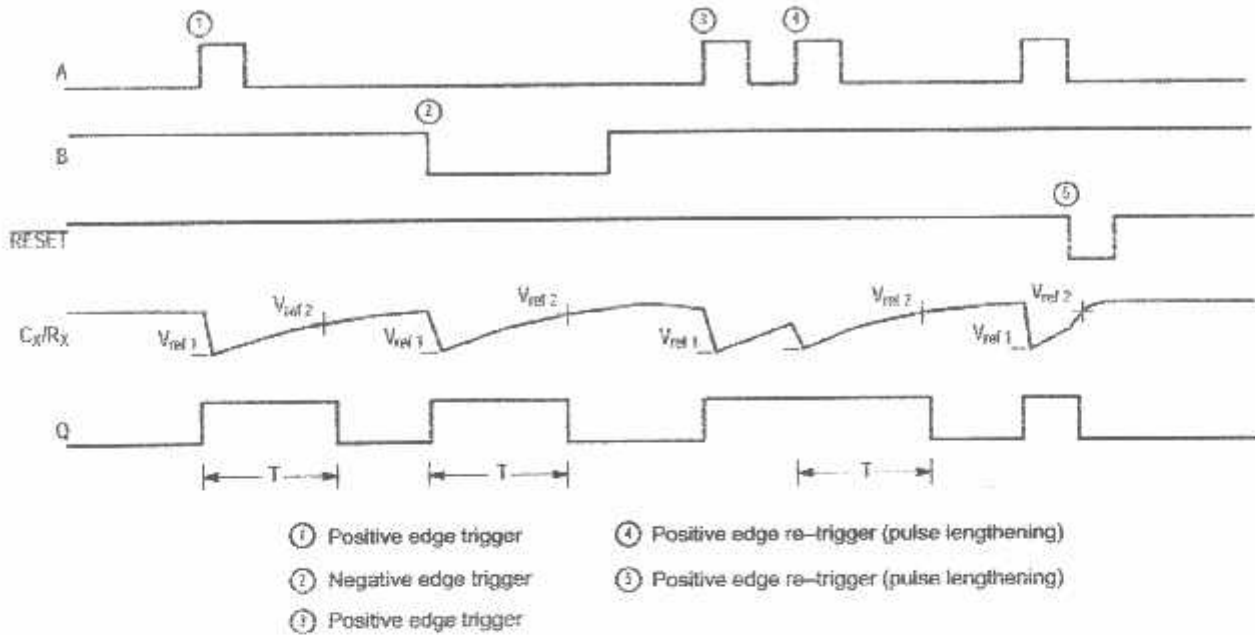 ① ③ ④
A
②
B
⑤
RESET
Vref 2 Vref 2 Vref 2 Vref 2
CX/RX Vref 1 Vref 1 Vref 1 Vref 1
Q
T T T
① Positive edge trigger ④ Positive edge re–trigger (pulse lengthening)
② Negative edge trigger ⑤ Positive edge re–trigger (pulse lengthening)
③ Positive edge trigger